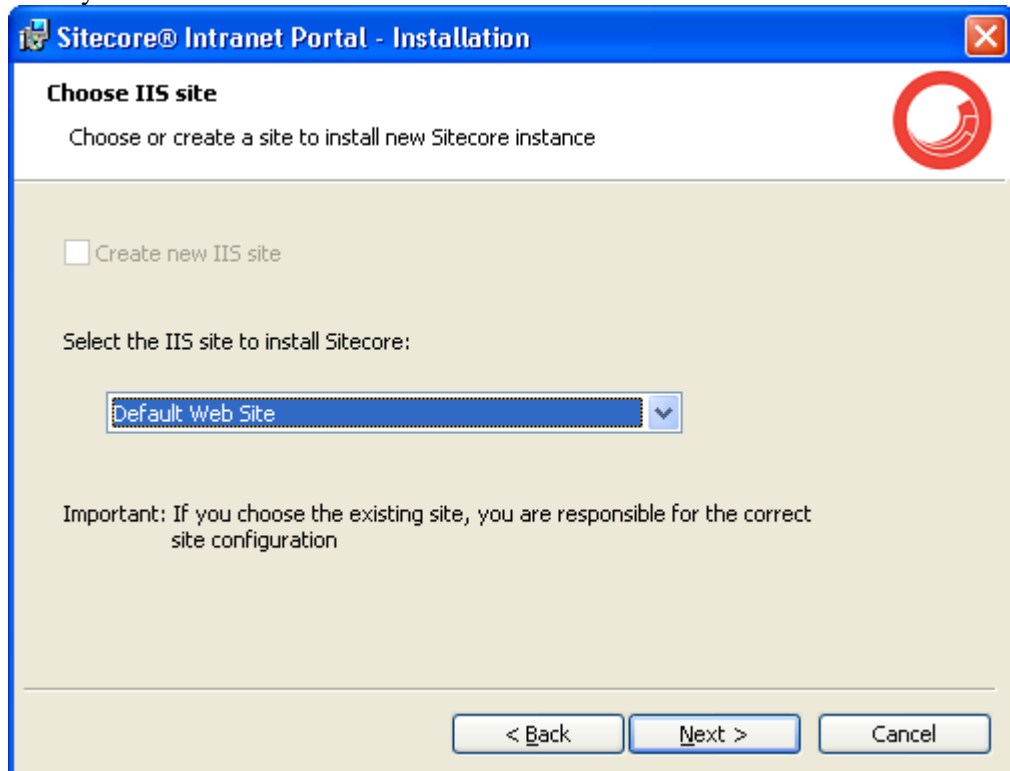 Sitecore® Intranet Portal - Installation
Choose IIS site
Choose or create a site to install new Sitecore instance
Create new IIS site
Select the IIS site to install Sitecore:
Default Web Site
Important: If you choose the existing site, you are responsible for the correct
site configuration
< Back Next > Cancel